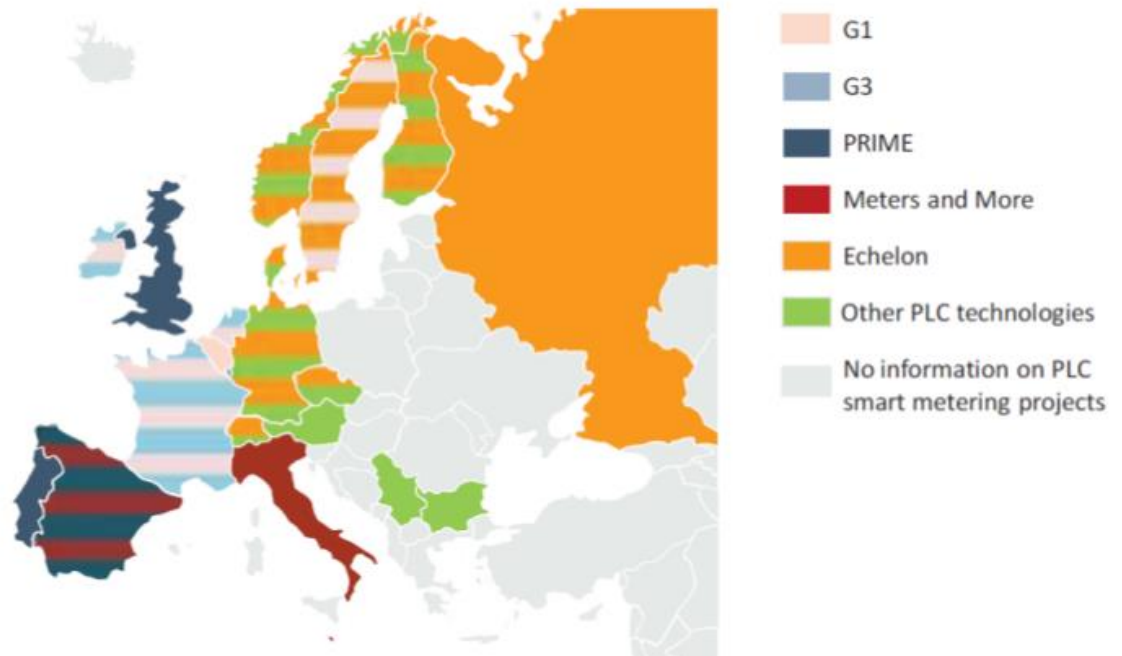 G1
G3
PRIME
Meters and More
Echelon
Other PLC technologies
No information on PLC
smart metering projects